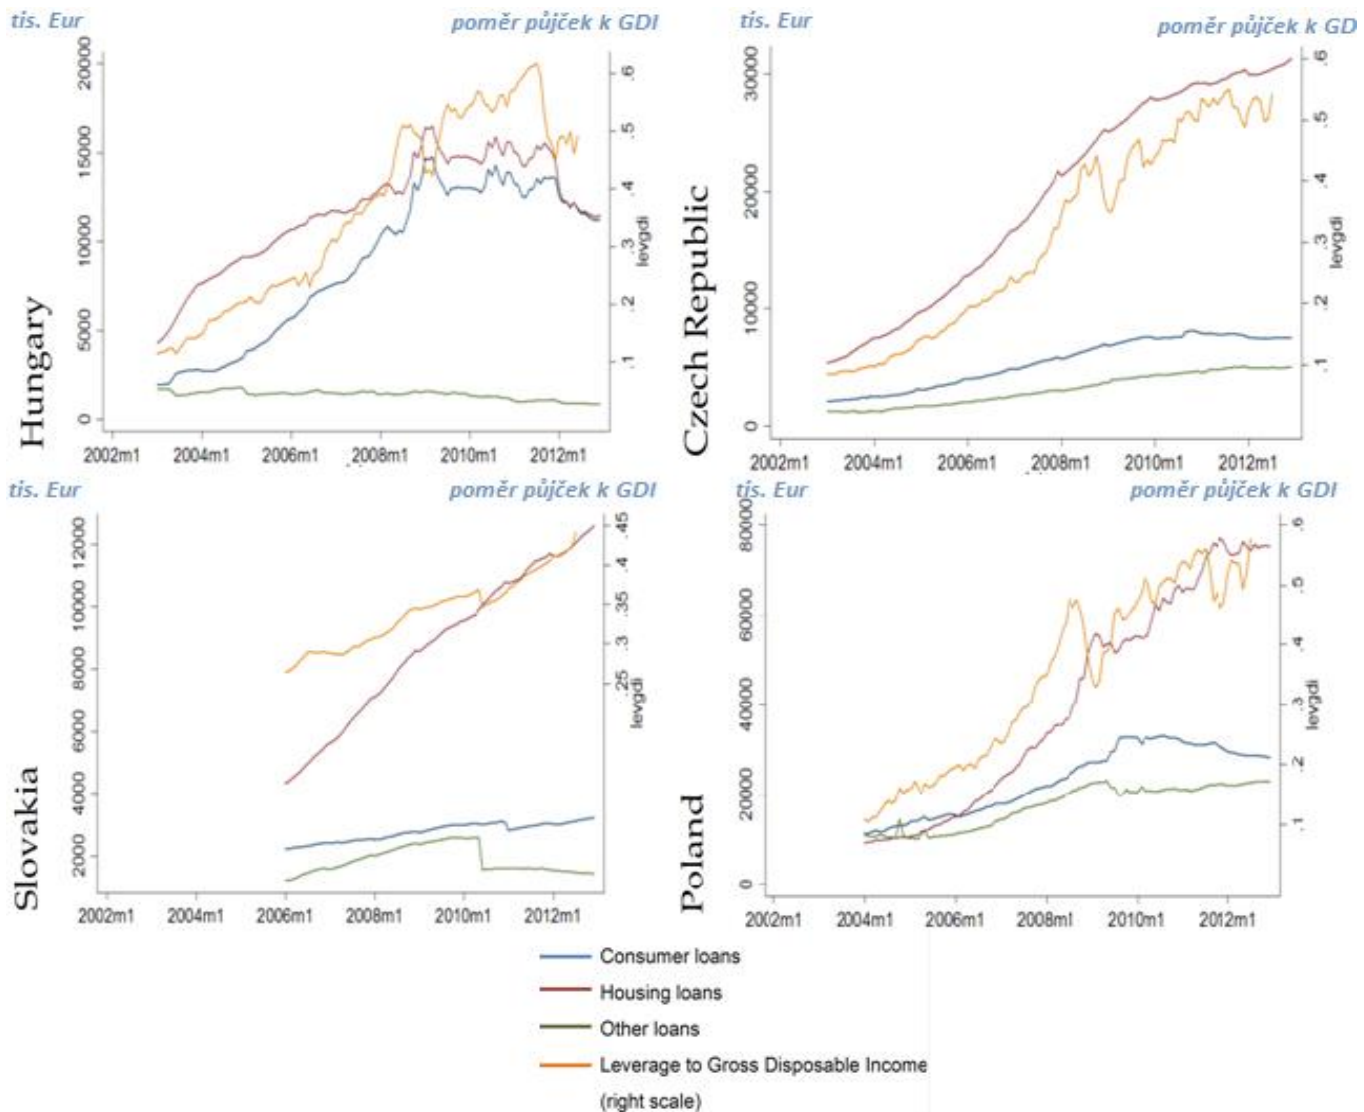 tis. Eur
poměr půjček k GDI
Hungary
20000
15000
10000
5000
0
.6
.5
.4
.3
.2
.1
levgdi
2002m1 2004m1 2006m1 2008m1 2010m1 2012m1
tis. Eur
poměr půjček k GD
Czech Republic
30000
20000
10000
0
.6
.5
.4
.3
.2
.1
levgdi
2002m1 2004m1 2006m1 2008m1 2010m1 2012m1
tis. Eur
poměr půjček k GDI
Slovakia
12000
10000
8000
6000
4000
2000
.45
.4
.35
.3
.25
levgdi
2002m1 2004m1 2006m1 2008m1 2010m1 2012m1
tis. Eur
poměr půjček k GDI
Poland
80000
60000
40000
20000
0
.6
.5
.4
.3
.2
.1
levgdi
2002m1 2004m1 2006m1 2008m1 2010m1 2012m1
Consumer loans
Housing loans
Other loans
Leverage to Gross Disposable Income
(right scale)